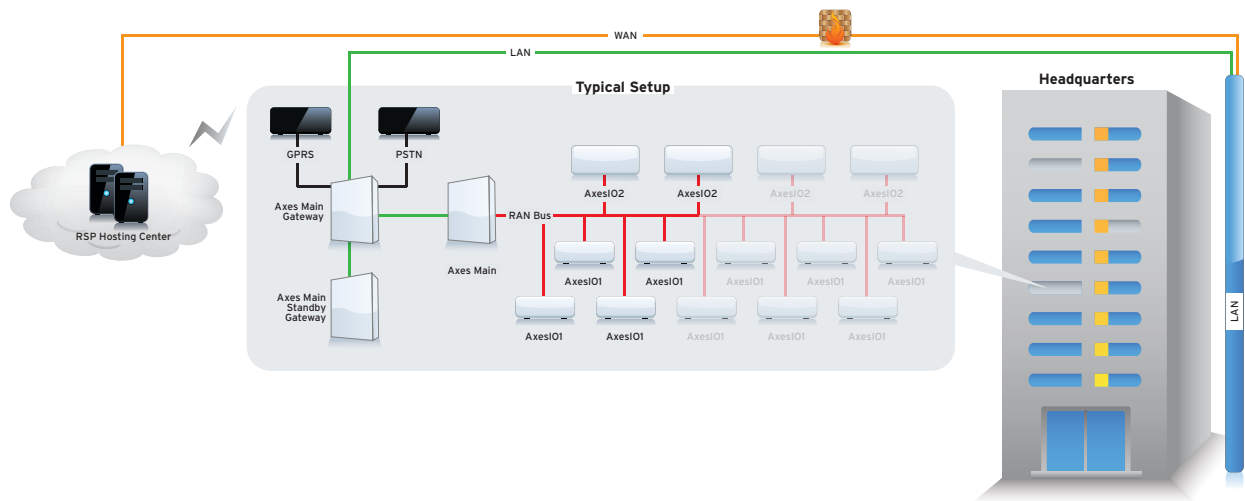 WAN
LAN
Typical Setup
Headquarters
GPRS
PSTN
AxesIO2
AxesIO2
AxesIO2
AxesIO2
Axes Main
Gateway
RAN Bus
RSP Hosting Center
Axes Main
AxesIO1
AxesIO1
AxesIO1
AxesIO1
AxesIO1
Axes Main
Standby
Gateway
LAN
AxesIO1
AxesIO1
AxesIO1
AxesIO1
AxesIO1